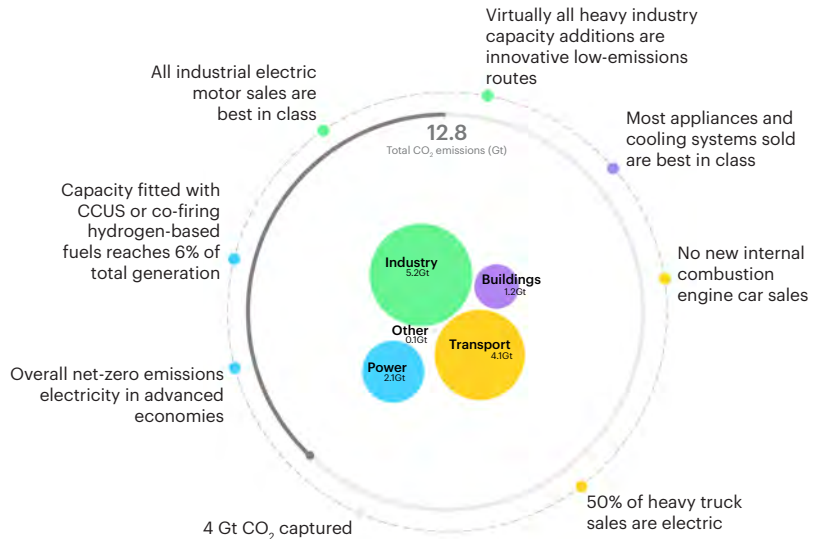 Virtually all heavy industry
capacity additions are
innovative low-emissions
routes
All industrial electric
motor sales are
best in class
12.8
Total CO₂ emissions (Gt)
Most appliances and
cooling systems sold
are best in class
Capacity fitted with
CCUS or co-firing
hydrogen-based
fuels reaches 6% of
total generation
Industry
5.2Gt
Buildings
1.2Gt
No new internal
combustion
engine car sales
Other
0.1Gt
Transport
4.1Gt
Power
2.1Gt
Overall net-zero emissions
electricity in advanced
economies
50% of heavy truck
sales are electric
4 Gt CO₂ captured